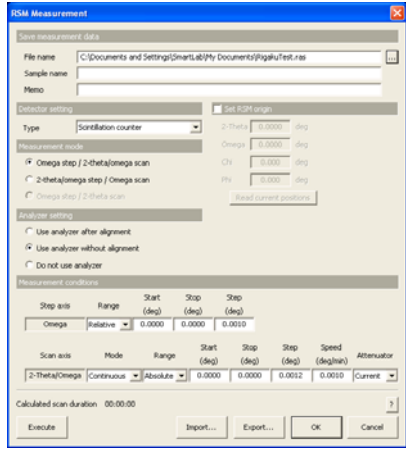 RSM Measurement
Save measurement data
File name C:\Documents and Settings\SmartLab\My Documents\RigakuTest.ras ...
Sample name
Memo
Detector setting Set RSM origin
Type Scintillation counter 2-Theta 0.0000 deg
Measurement mode Omega 0.0000 deg
Omega step / 2-theta/omega scan Chi 0.000 deg
2-theta/omega step / Omega scan Phi 0.000 deg
Omega step / 2-theta scan Read current positions
Analyzer setting
Use analyzer after alignment
Use analyzer without alignment
Do not use analyzer
Measurement conditions
Step axis Range Start (deg) Stop (deg) Step (deg)
Omega Relative 0.0000 0.0000 0.0010
Scan axis Mode Range Start (deg) Stop (deg) Step (deg) Speed (deg/min) Attenuator
2-Theta/Omega Continuous Absolute 0.0000 0.0000 0.0012 0.0010 Current
Calculated scan duration 00:00:00 ?
Execute Import... Export... OK Cancel